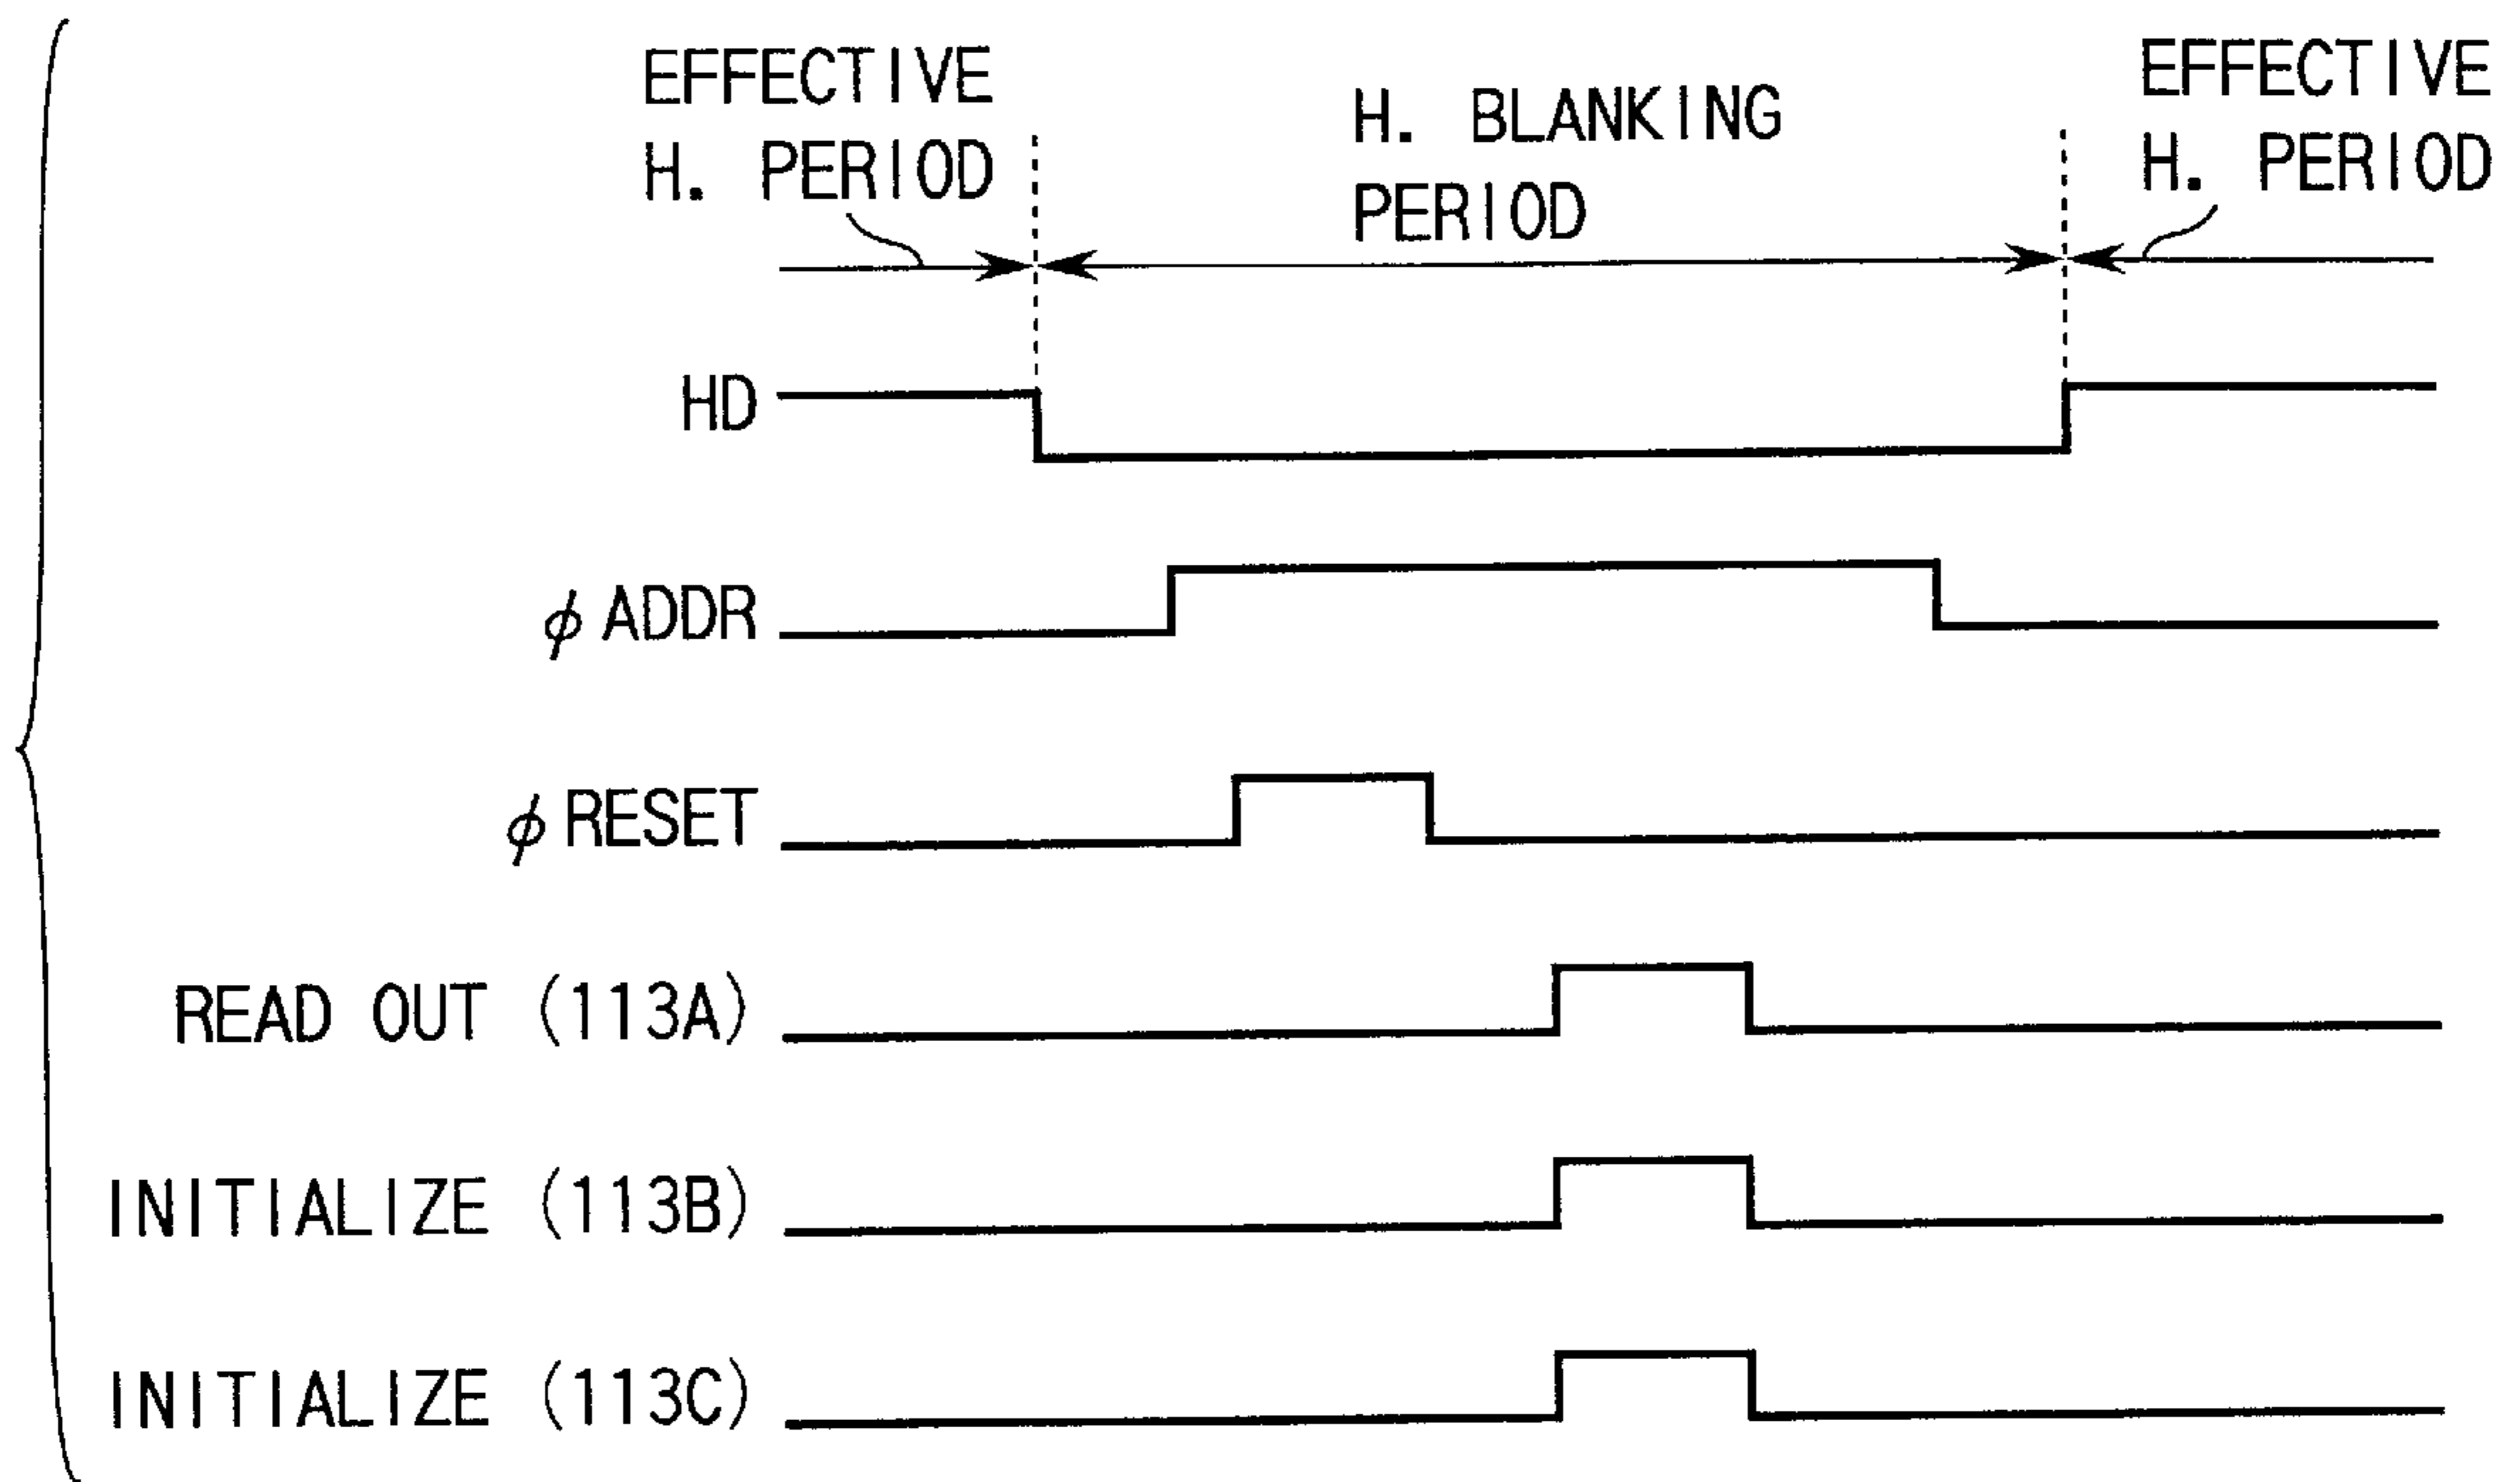 EFFECTIVE
H. PERIOD
H. BLANKING
PERIOD
EFFECTIVE
H. PERIOD
HD
φ ADDR
φ RESET
READ OUT (113A)
INITIALIZE (113B)
INITIALIZE (113C)